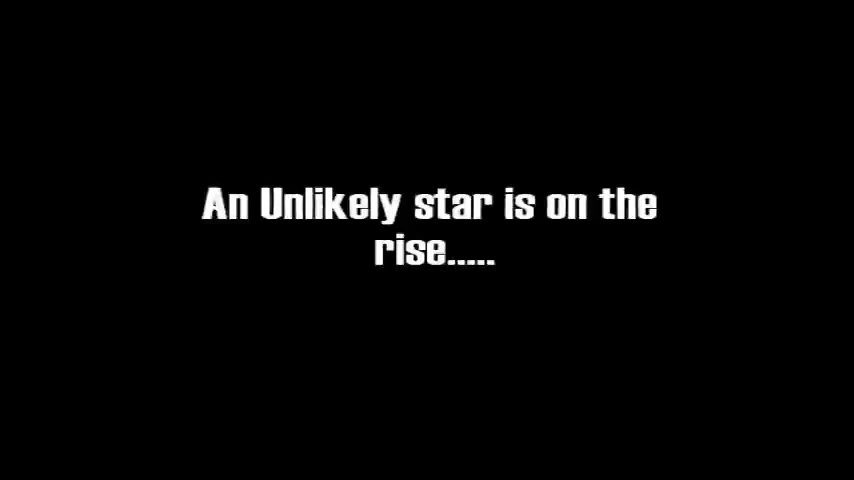 An Unlikely star is on the
rise.....